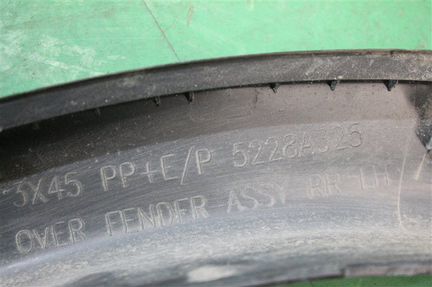 3X45 PP+E/P 5228A325
OVER FENDER ASSY RR LH